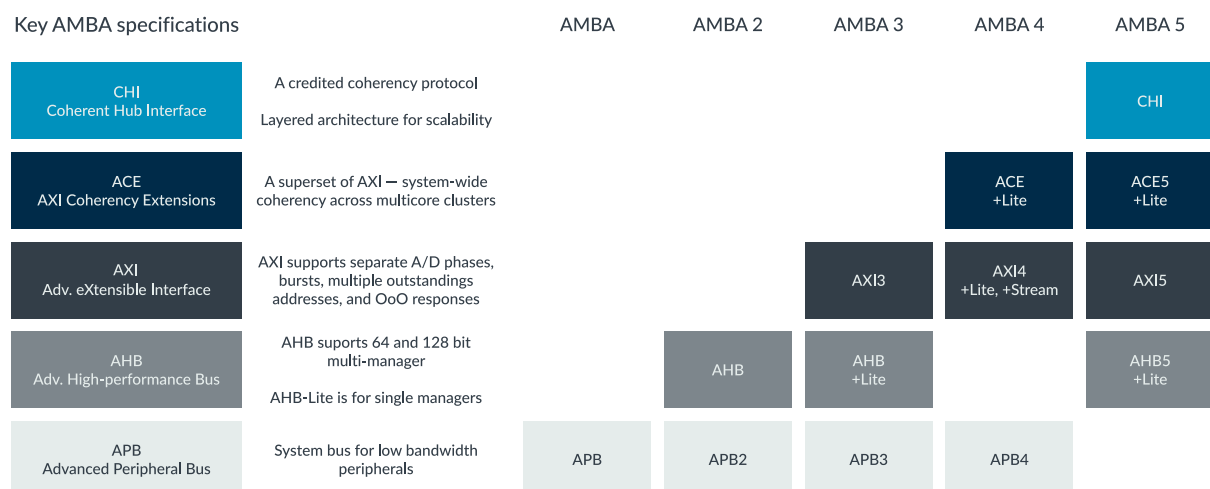 Key AMBA specifications
AMBA
AMBA 2
AMBA 3
AMBA 4
AMBA 5
CHI
Coherent Hub Interface
A credited coherency protocol
Layered architecture for scalability
CHI
ACE
AXI Coherency Extensions
A superset of AXI — system-wide
coherency across multicore clusters
ACE
+Lite
ACE5
+Lite
AXI
Adv. eXtensible Interface
AXI supports separate A/D phases,
bursts, multiple outstandings
addresses, and OoO responses
AXI3
AXI4
+Lite, +Stream
AXI5
AHB
Adv. High-performance Bus
AHB suports 64 and 128 bit
multi-manager
AHB-Lite is for single managers
AHB
AHB
+Lite
AHB5
+Lite
APB
Advanced Peripheral Bus
System bus for low bandwidth
peripherals
APB
APB2
APB3
APB4